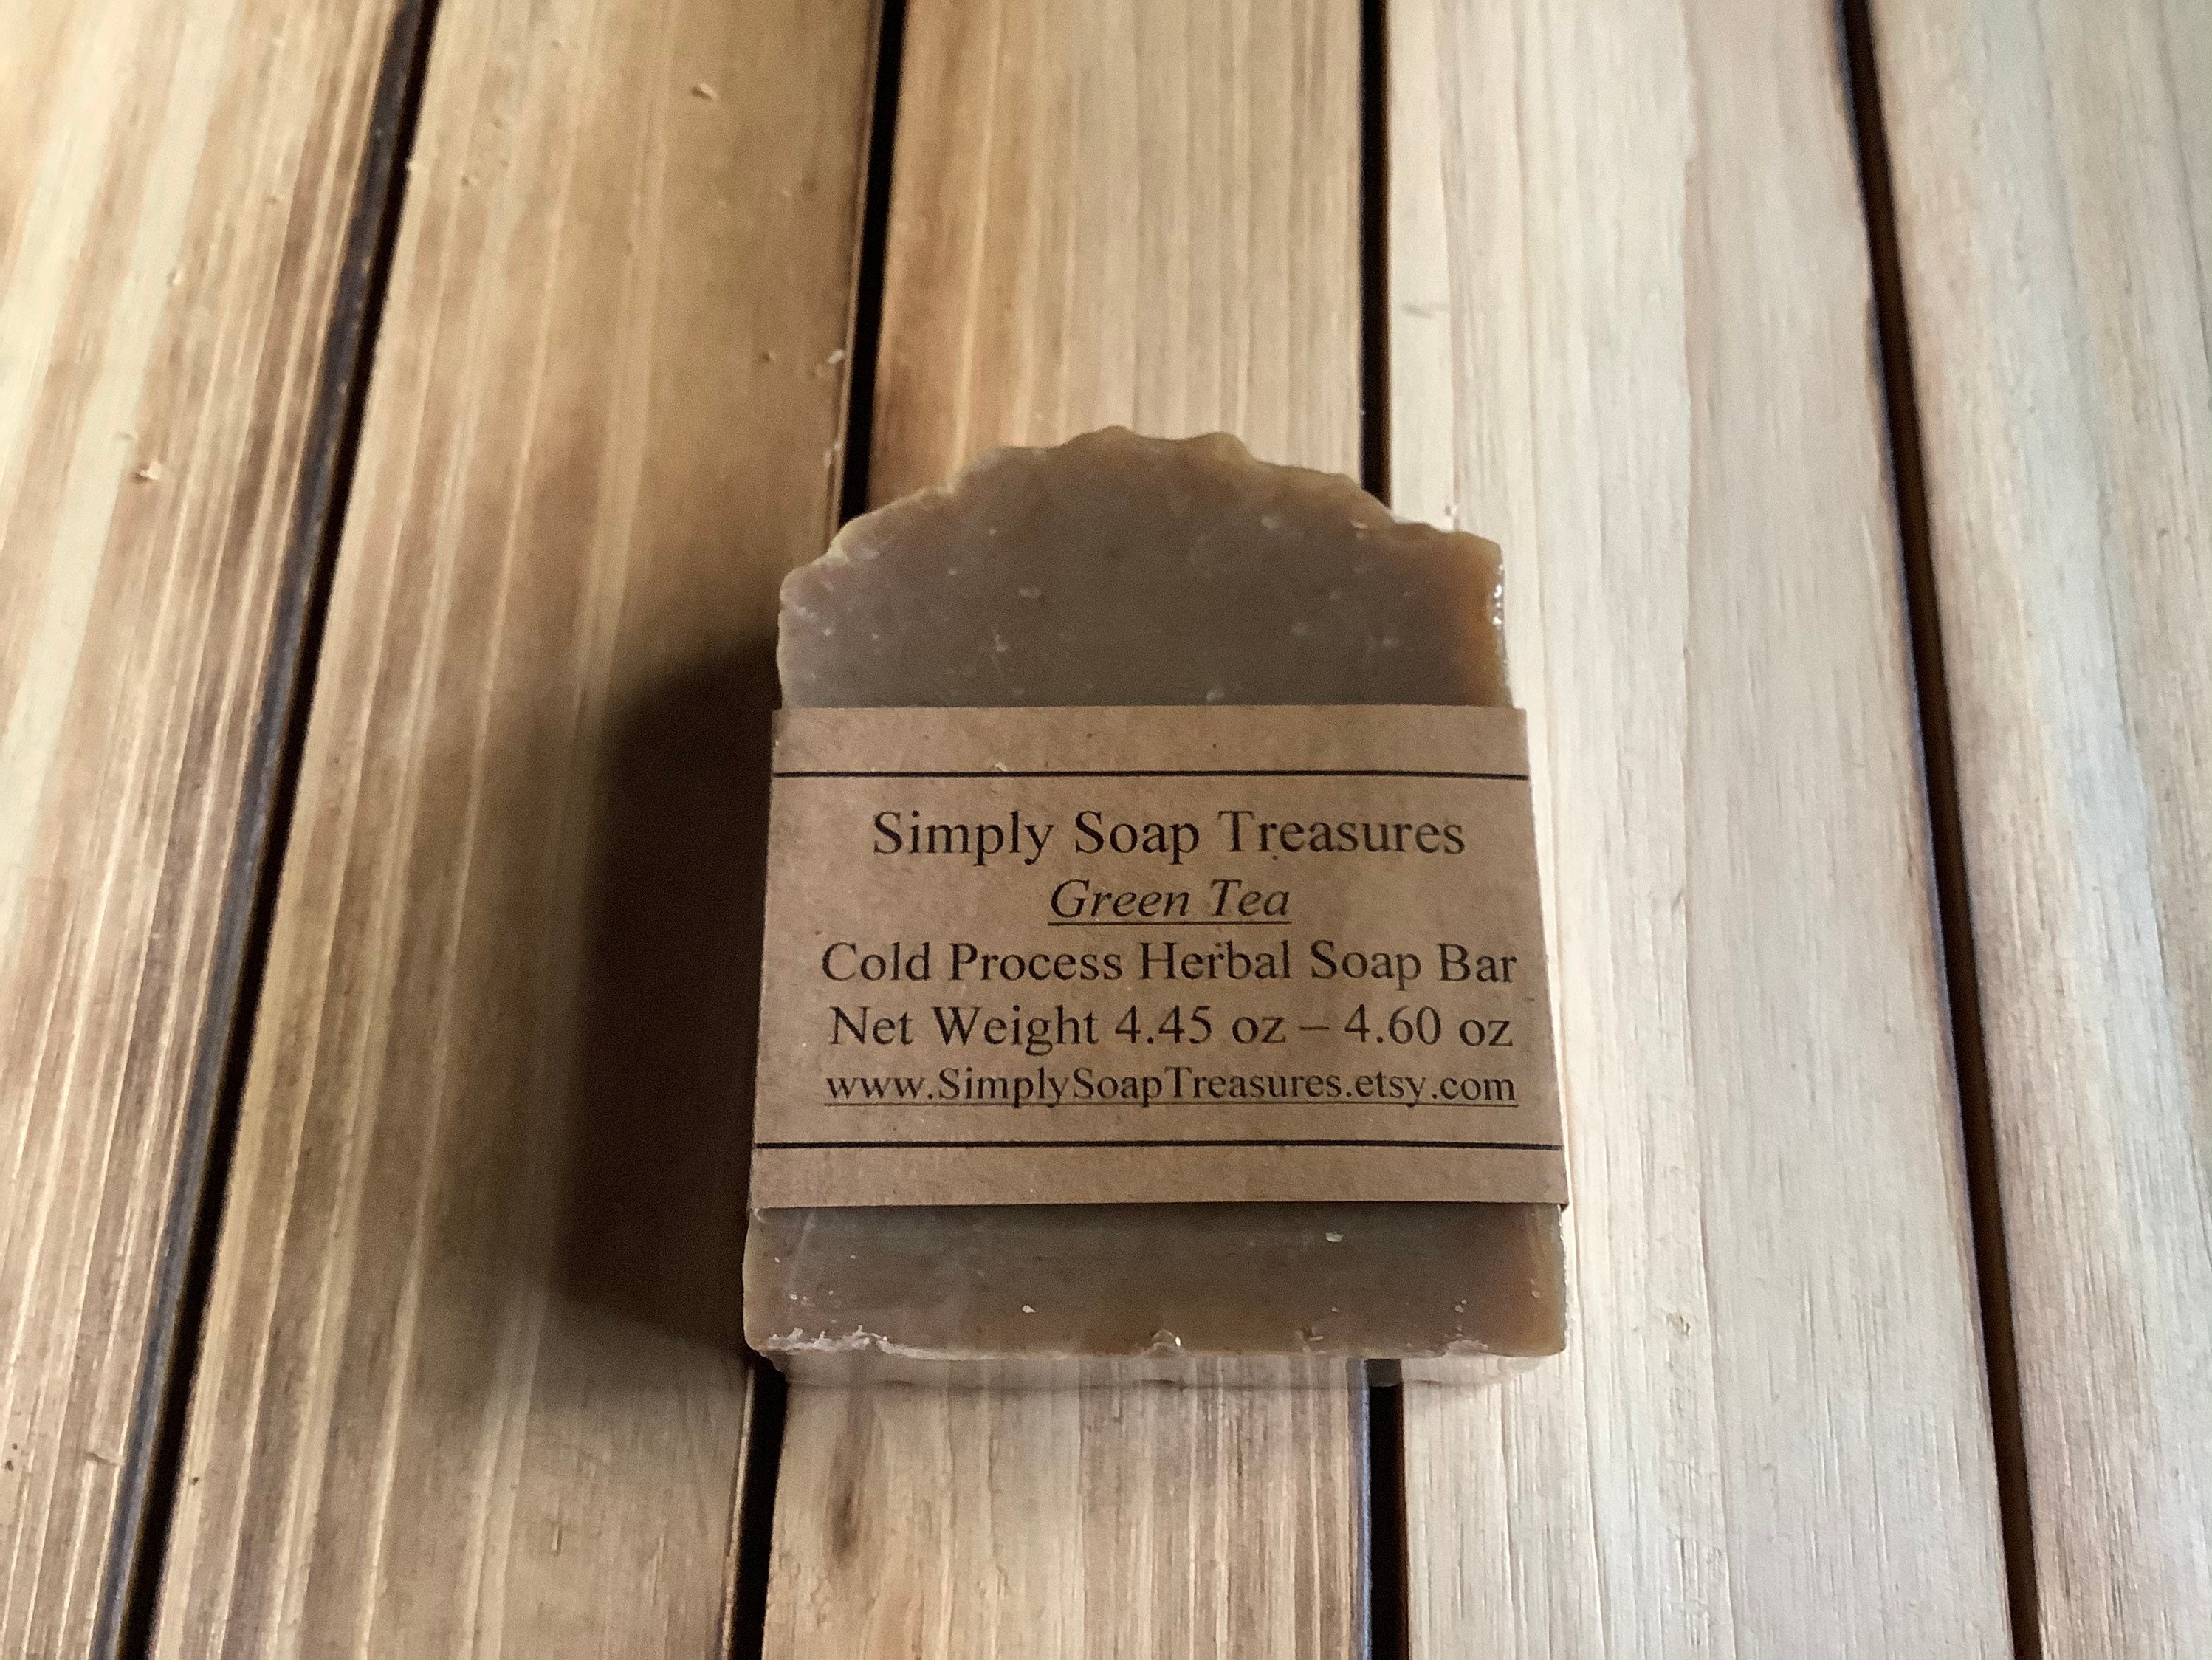 Simply Soap Treasures
Green Tea
Cold Process Herbal Soap Bar
Net Weight 4.45 oz – 4.60 oz
www.SimplySoapTreasures.etsy.com